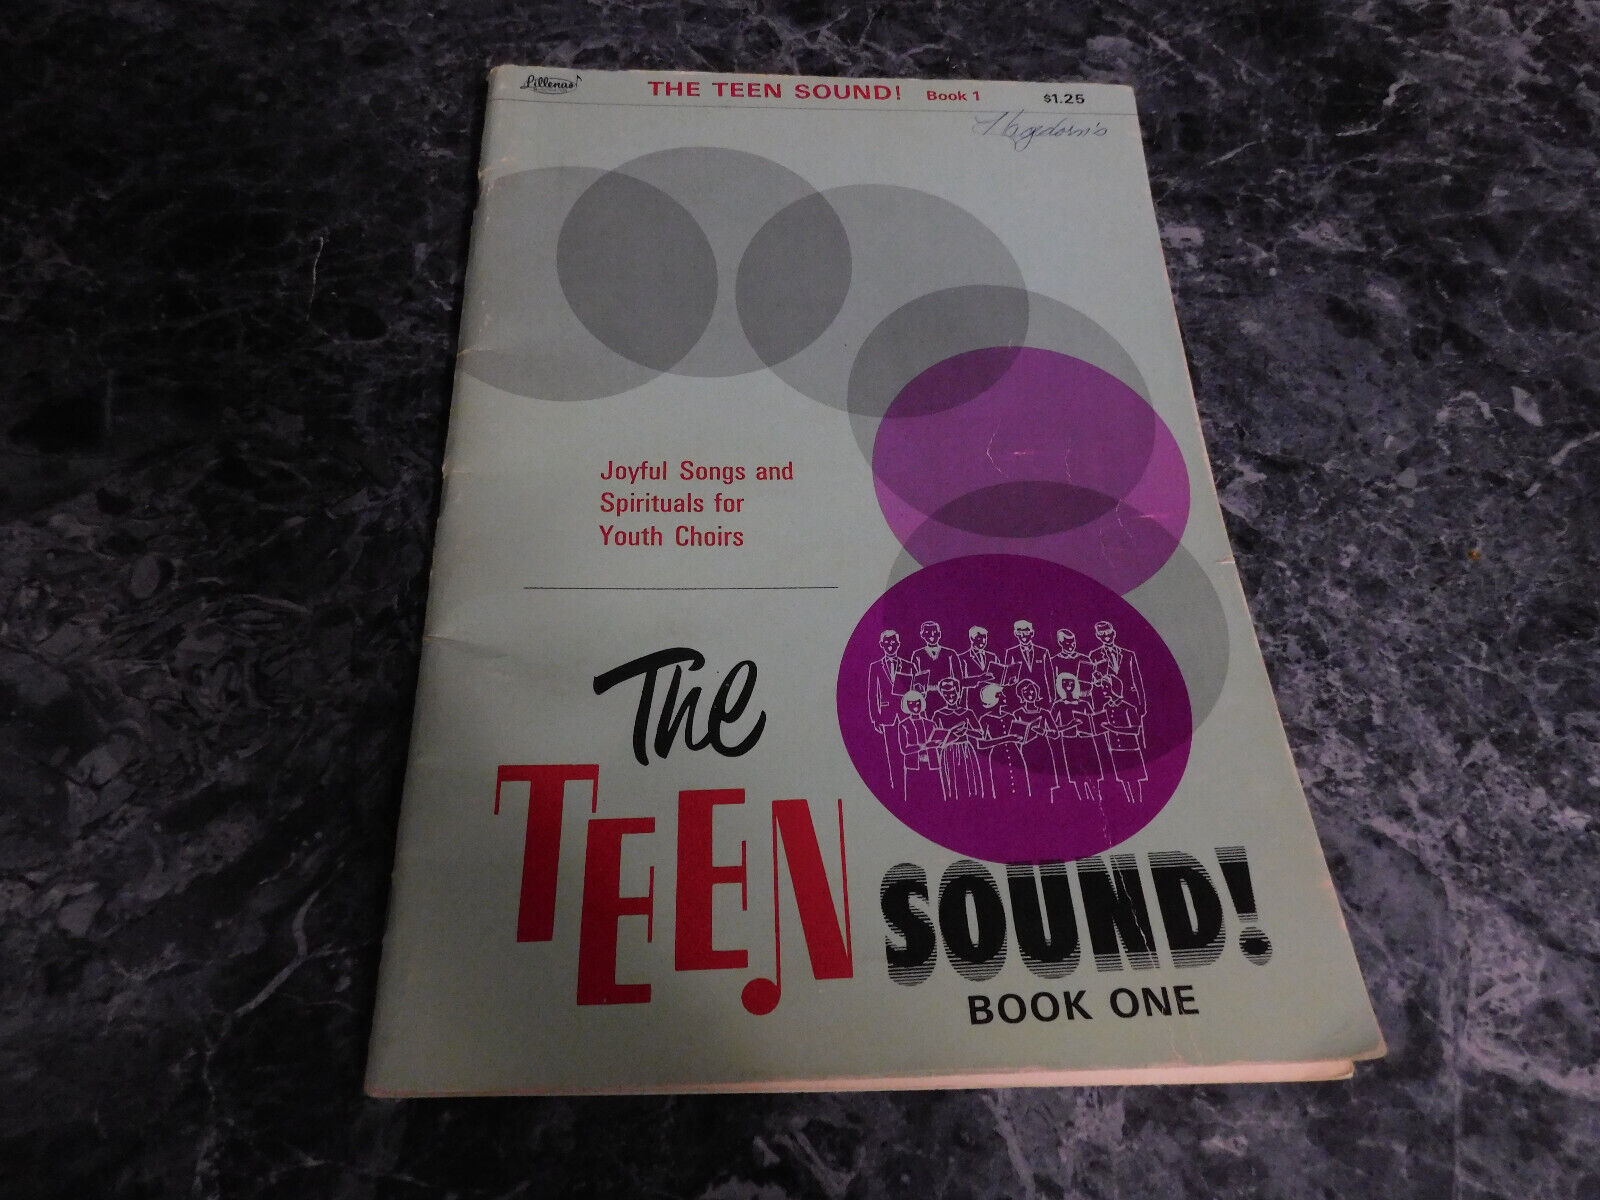 Lillenas
THE TEEN SOUND! Book 1 $1.25
Hagedorn's
Joyful Songs and
Spirituals for
Youth Choirs
The
TEEN SOUND!
BOOK ONE